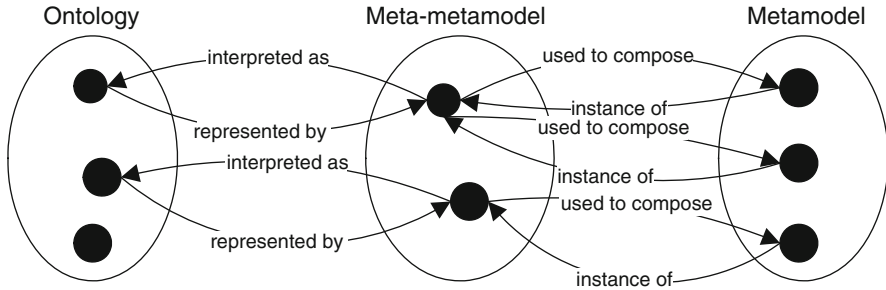 Ontology
Meta-metamodel
Metamodel
interpreted as
used to compose
instance of
represented by
used to compose
interpreted as
instance of
used to compose
represented by
instance of